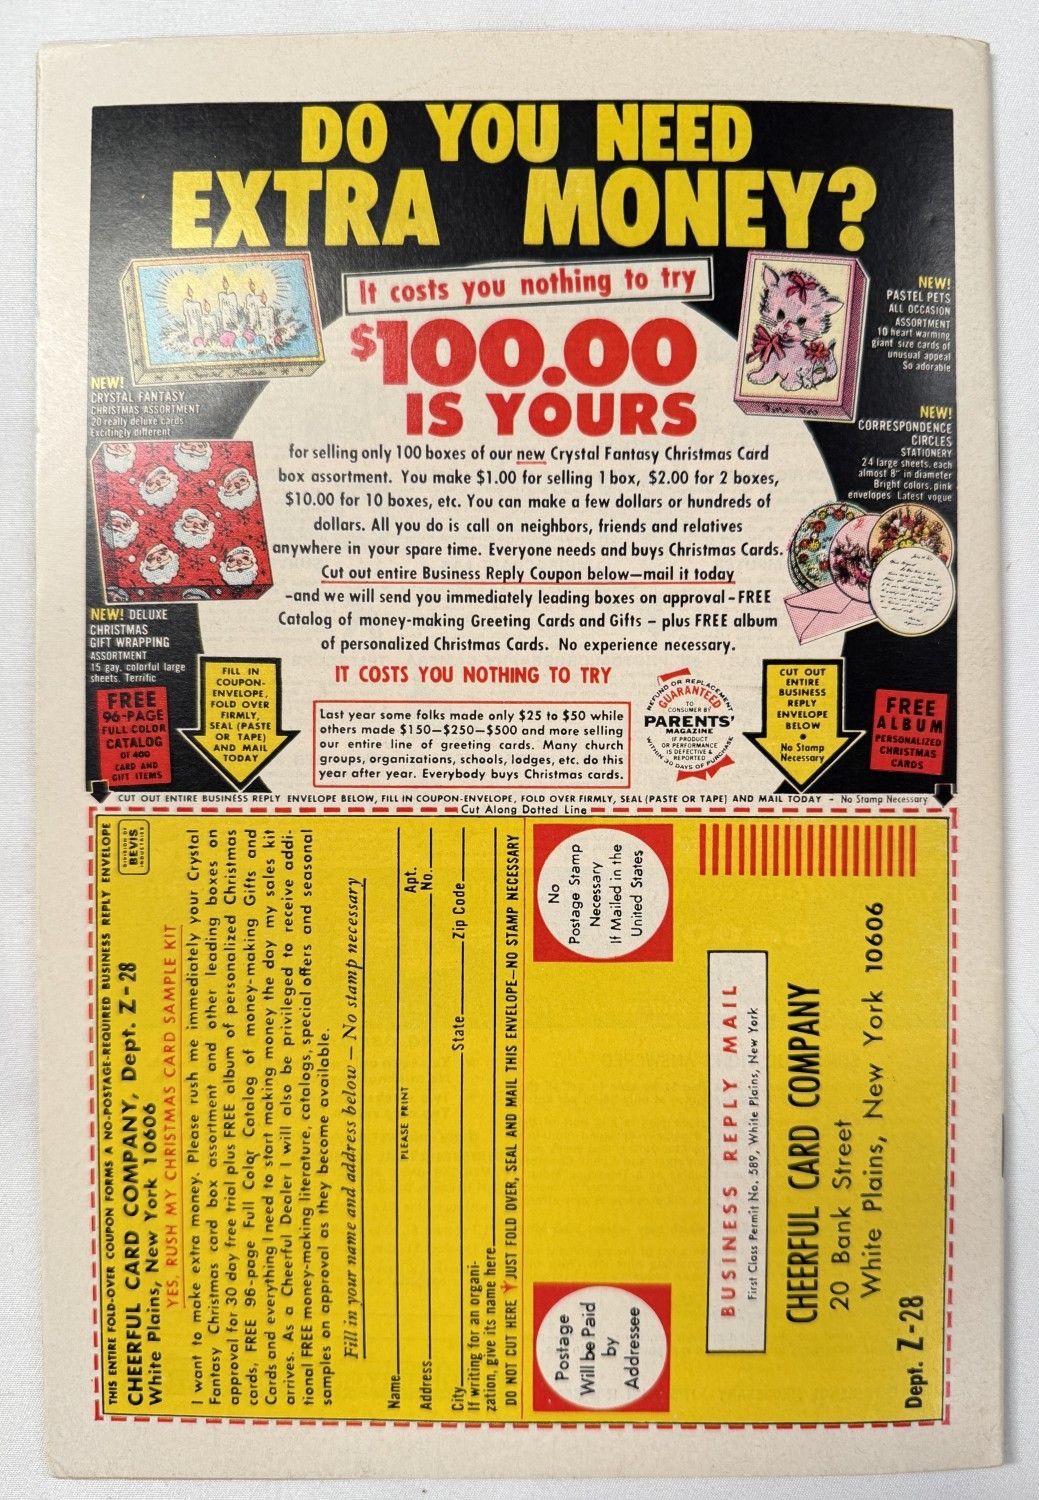 DO YOU NEED
EXTRA MONEY?
It costs you nothing to try
$100.00
IS YOURS
for selling only 100 boxes of our new Crystal Fantasy Christmas Card
box assortment. You make $1.00 for selling 1 box, $2.00 for 2 boxes,
$10.00 for 10 boxes, etc. You can make a few dollars or hundreds of
dollars. All you do is call on neighbors, friends and relatives
anywhere in your spare time. Everyone needs and buys Christmas Cards.
Cut out entire Business Reply Coupon below—mail it today
-and we will send you immediately leading boxes on approval-FREE
Catalog of money-making Greeting Cards and Gifts - plus FREE album
of personalized Christmas Cards. No experience necessary.
IT COSTS YOU NOTHING TO TRY
NEW!
CRYSTAL FANTASY
CHRISTMAS ASSORTMENT
20 really deluxe cards
Excitingly different
NEW! DELUXE
CHRISTMAS
GIFT WRAPPING
ASSORTMENT
15 gay, colorful large
sheets. Terrific
NEW!
PASTEL PETS
ALL OCCASION
ASSORTMENT
10 heart warming
giant size cards of
unusual appeal
So adorable
NEW!
CORRESPONDENCE
CIRCLES
STATIONERY
24 large sheets, each
almost 8" in diameter
Bright colors, pink
envelopes Latest vogue
FREE
96-PAGE
FULL COLOR
CATALOG
OF 400
CARD AND
GIFT ITEMS
FILL IN
COUPON-
ENVELOPE,
FOLD OVER
FIRMLY,
SEAL (PASTE
OR TAPE)
AND MAIL
TODAY
Last year some folks made only $25 to $50 while
others made $150—$250—$500 and more selling
our entire line of greeting cards. Many church
groups, organizations, schools, lodges, etc. do this
year after year. Everybody buys Christmas cards.
REFUND OR REPLACEMENT
GUARANTEED
TO
CONSUMER BY
PARENTS'
MAGAZINE
IF PRODUCT
OR PERFORMANCE
IS DEFECTIVE &
REPORTED
WITHIN 30 DAYS OF PURCHASE
CUT OUT
ENTIRE
BUSINESS
REPLY
ENVELOPE
BELOW
•
No Stamp
Necessary
FREE
ALBUM
PERSONALIZED
CHRISTMAS
CARDS
CUT OUT ENTIRE BUSINESS REPLY ENVELOPE BELOW, FILL IN COUPON-ENVELOPE, FOLD OVER FIRMLY, SEAL (PASTE OR TAPE) AND MAIL TODAY - No Stamp Necessary
Cut Along Dotted Line
THIS ENTIRE FOLD-OVER COUPON FORMS A NO-POSTAGE-REQUIRED BUSINESS REPLY ENVELOPE
CHEERFUL CARD COMPANY, Dept. Z-28
White Plains, New York 10606
DIVISION OF
BEVIS
INDUSTRIES
YES, RUSH MY CHRISTMAS CARD SAMPLE KIT
I want to make extra money. Please rush me immediately your Crystal
Fantasy Christmas card box assortment and other leading boxes on
approval for 30 day free trial plus FREE album of personalized Christmas
cards, FREE 96-page Full Color Catalog of money-making Gifts and
Cards and everything I need to start making money the day my sales kit
arrives. As a Cheerful Dealer I will also be privileged to receive addi-
tional FREE money-making literature, catalogs, special offers and seasonal
samples on approval as they become available.
Fill in your name and address below — No stamp necessary
Name
PLEASE PRINT
Address Apt. No.
City State Zip Code
If writing for an organi-
zation, give its name here
DO NOT CUT HERE JUST FOLD OVER, SEAL AND MAIL THIS ENVELOPE—NO STAMP NECESSARY
No
Postage Stamp
Necessary
If Mailed in the
United States
Postage
Will be Paid
by
Addressee
BUSINESS REPLY MAIL
First Class Permit No. 589, White Plains, New York
CHEERFUL CARD COMPANY
20 Bank Street
White Plains, New York 10606
Dept. Z-28